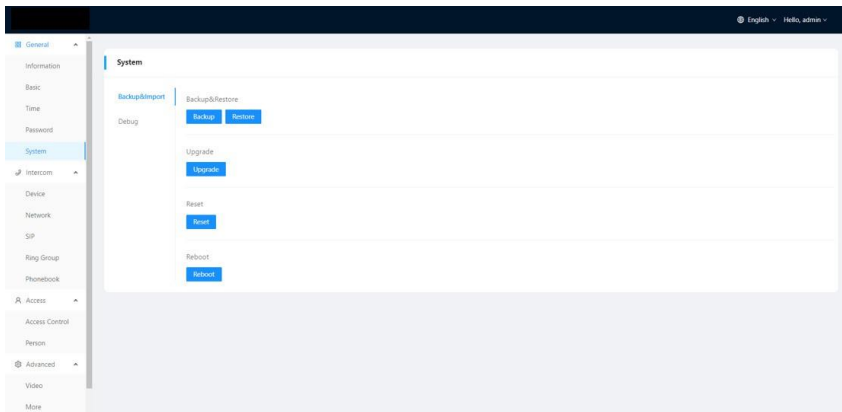 English
Hello, admin
General
Information
Basic
Time
Password
System
Intercom
Device
Network
SIP
Ring Group
Phonebook
Access
Access Control
Person
Advanced
Video
More
System
Backup&Import
Debug
Backup&Restore
Backup Restore
Upgrade
Upgrade
Reset
Reset
Reboot
Reboot